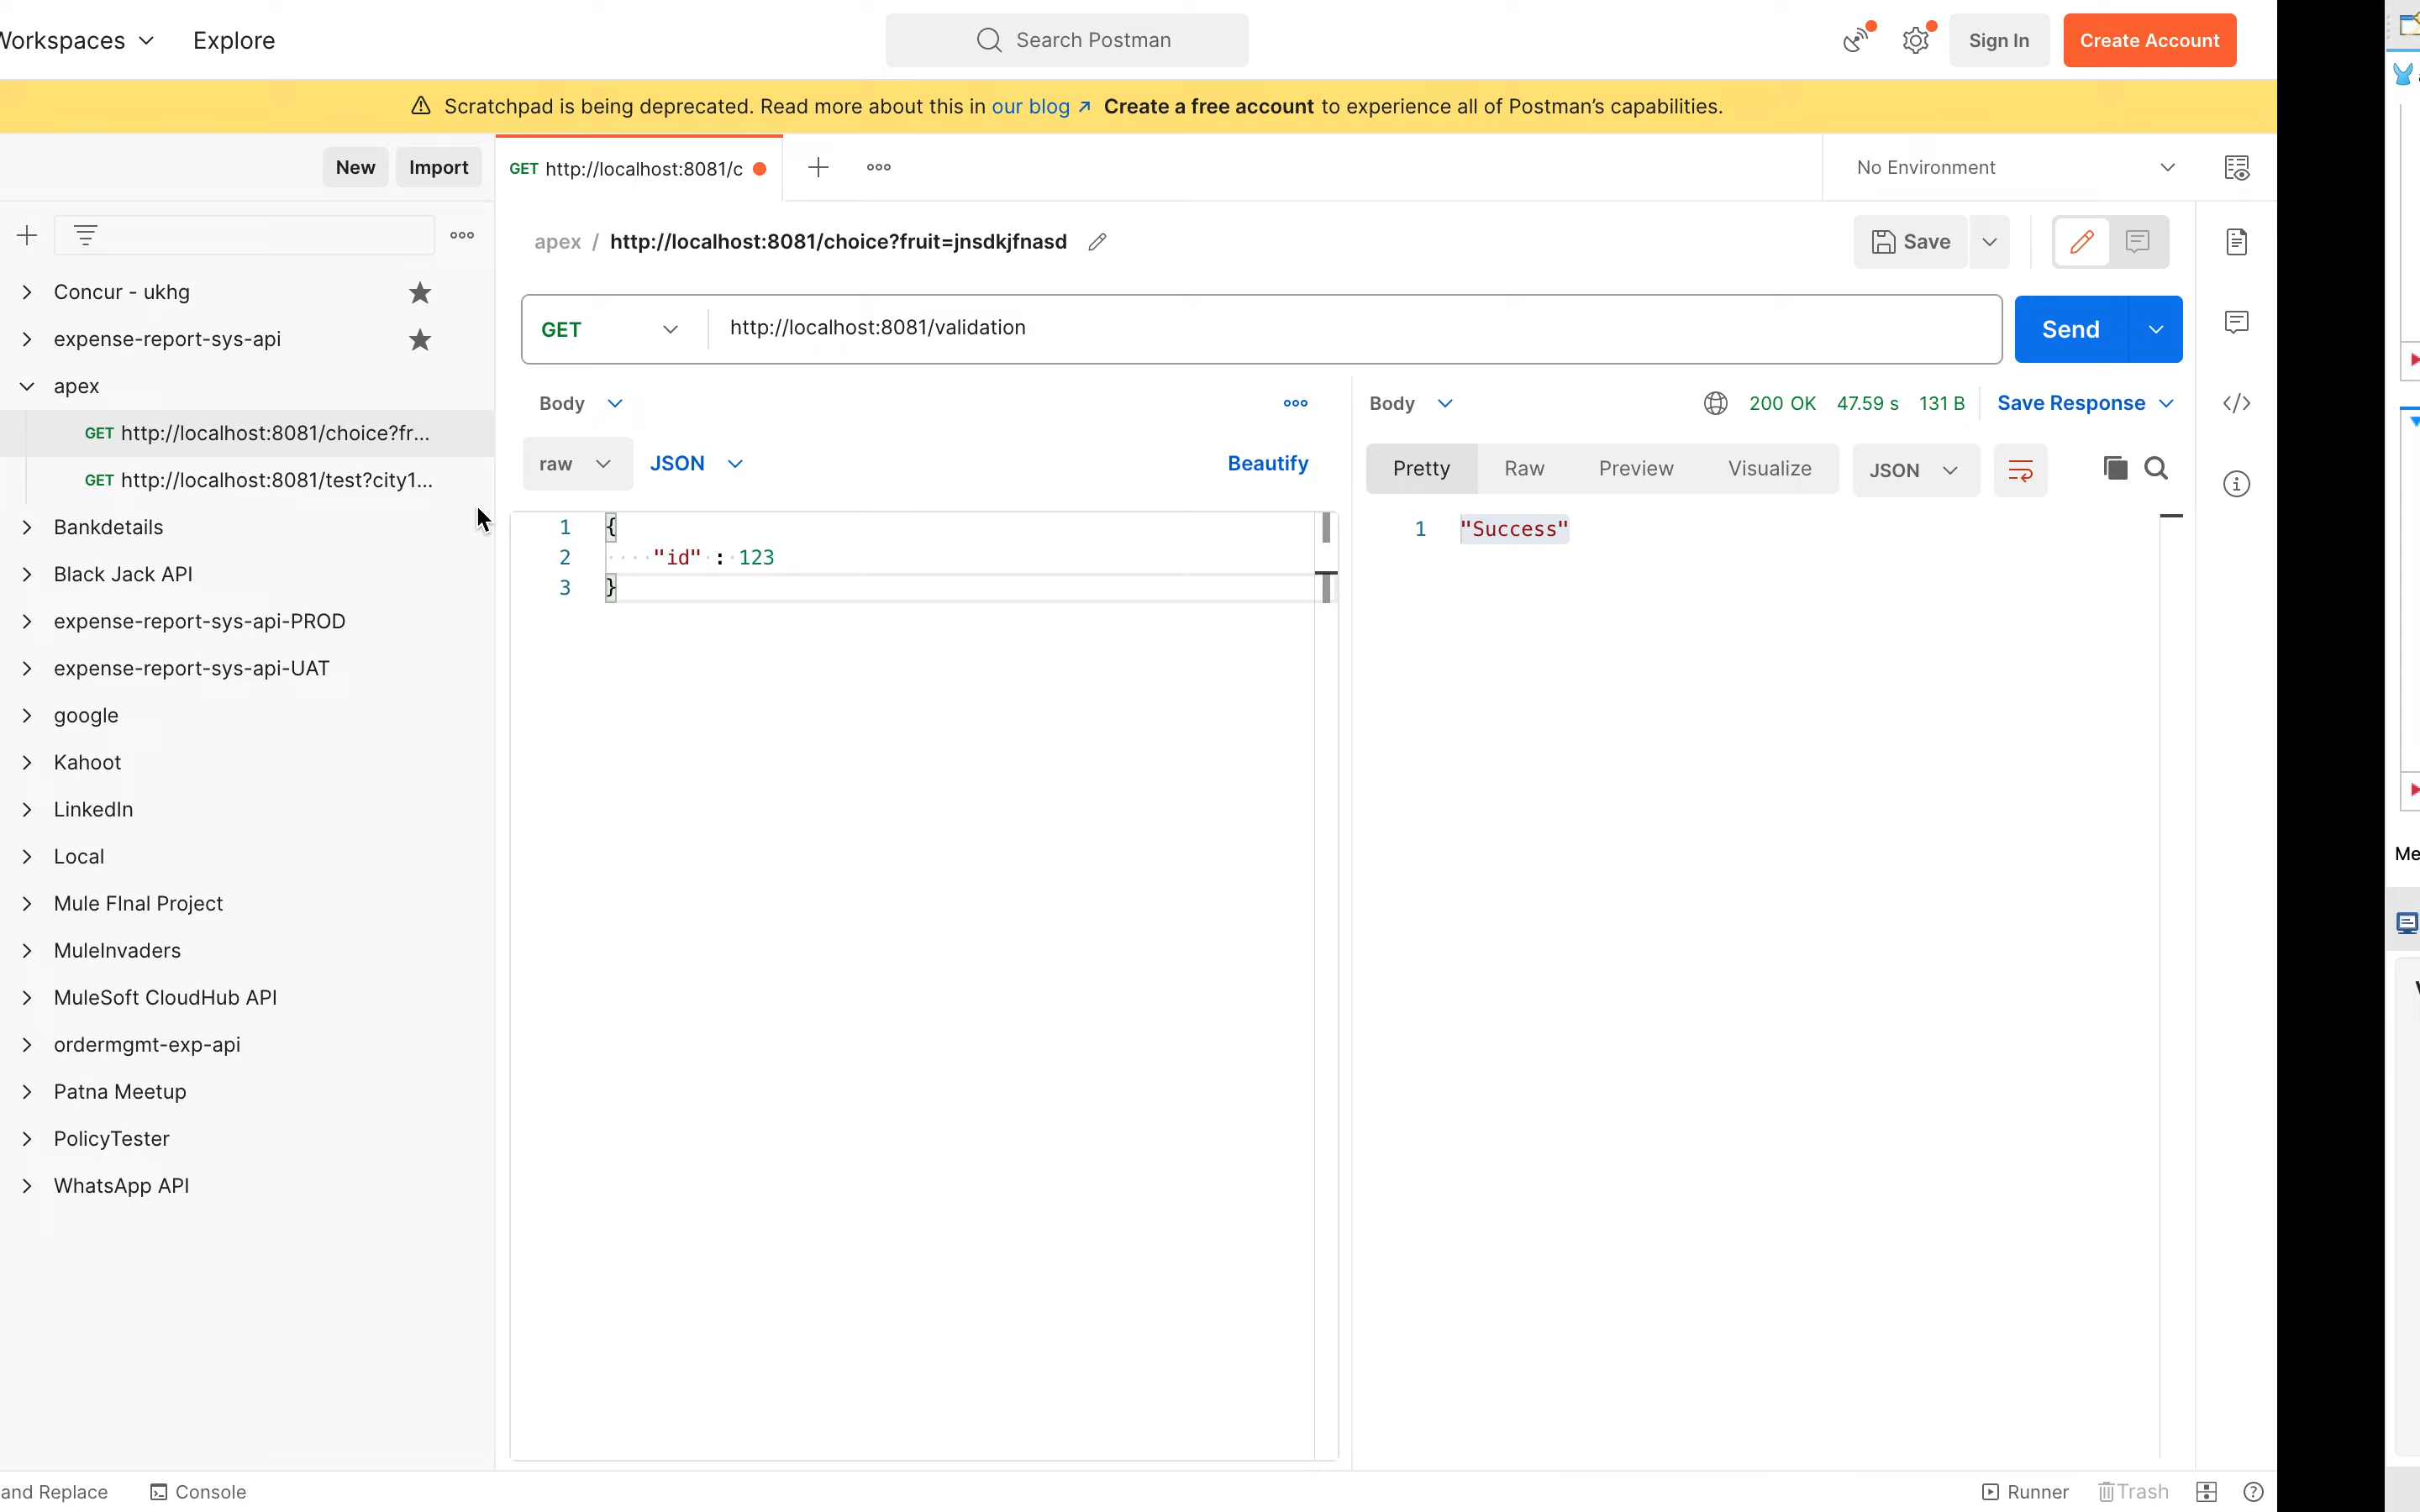 Workspaces Explore Search Postman Sign In Create Account
Scratchpad is being deprecated. Read more about this in our blog ↗ Create a free account to experience all of Postman's capabilities.
New Import GET http://localhost:8081/c No Environment
apex / http://localhost:8081/choice?fruit=jnsdkjfnasd Save
Concur - ukhg
expense-report-sys-api
apex
GET http://localhost:8081/choice?fr...
GET http://localhost:8081/test?city1...
Bankdetails
Black Jack API
expense-report-sys-api-PROD
expense-report-sys-api-UAT
google
Kahoot
LinkedIn
Local
Mule FInal Project
MuleInvaders
MuleSoft CloudHub API
ordermgmt-exp-api
Patna Meetup
PolicyTester
WhatsApp API
GET http://localhost:8081/validation Send
Body
raw JSON Beautify
1 {
2 "id" : 123
3 }
Body 200 OK 47.59 s 131 B Save Response
Pretty Raw Preview Visualize JSON
1 "Success"
Me
and Replace Console Runner Trash